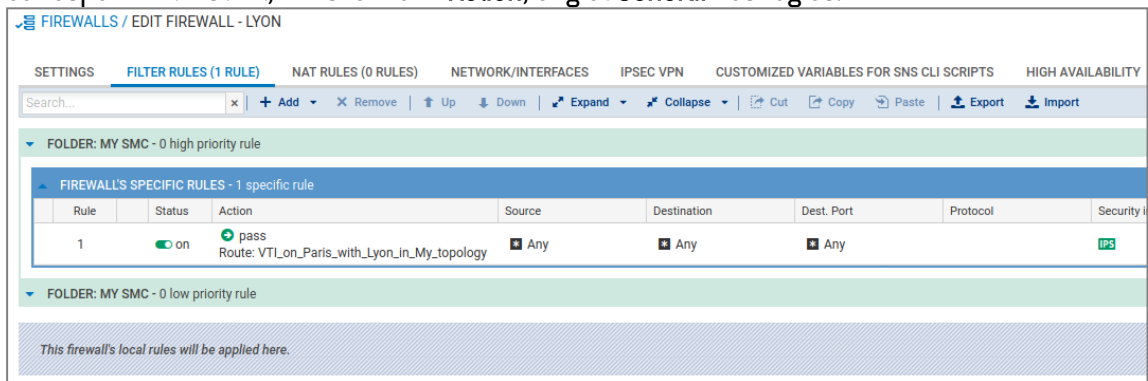 FIREWALLS / EDIT FIREWALL - LYON
SETTINGS FILTER RULES (1 RULE) NAT RULES (0 RULES) NETWORK/INTERFACES IPSEC VPN CUSTOMIZED VARIABLES FOR SNS CLI SCRIPTS HIGH AVAILABILITY
Search... x + Add Remove Up Down Expand Collapse Cut Copy Paste Export Import
FOLDER: MY SMC - 0 high priority rule
FIREWALL'S SPECIFIC RULES - 1 specific rule
Rule Status Action Source Destination Dest. Port Protocol Security i
1 on pass Any Any Any IPS
Route: VTI_on_Paris_with_Lyon_in_My_topology
FOLDER: MY SMC - 0 low priority rule
This firewall's local rules will be applied here.